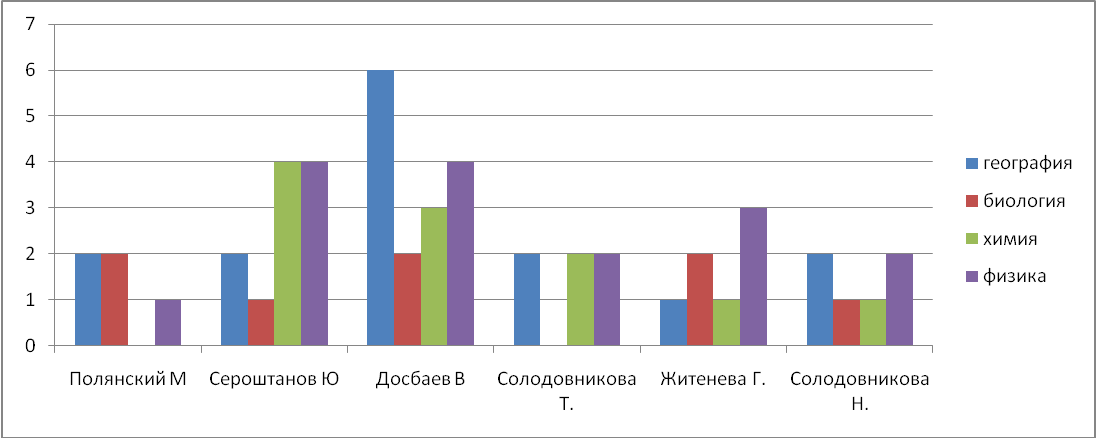 7
6
5
4
3
2
1
0
Полянский М
Сероштанов Ю
Досбаев В
Солодовникова
Т.
Житенева Г.
Солодовникова
Н.
география
биология
химия
физика